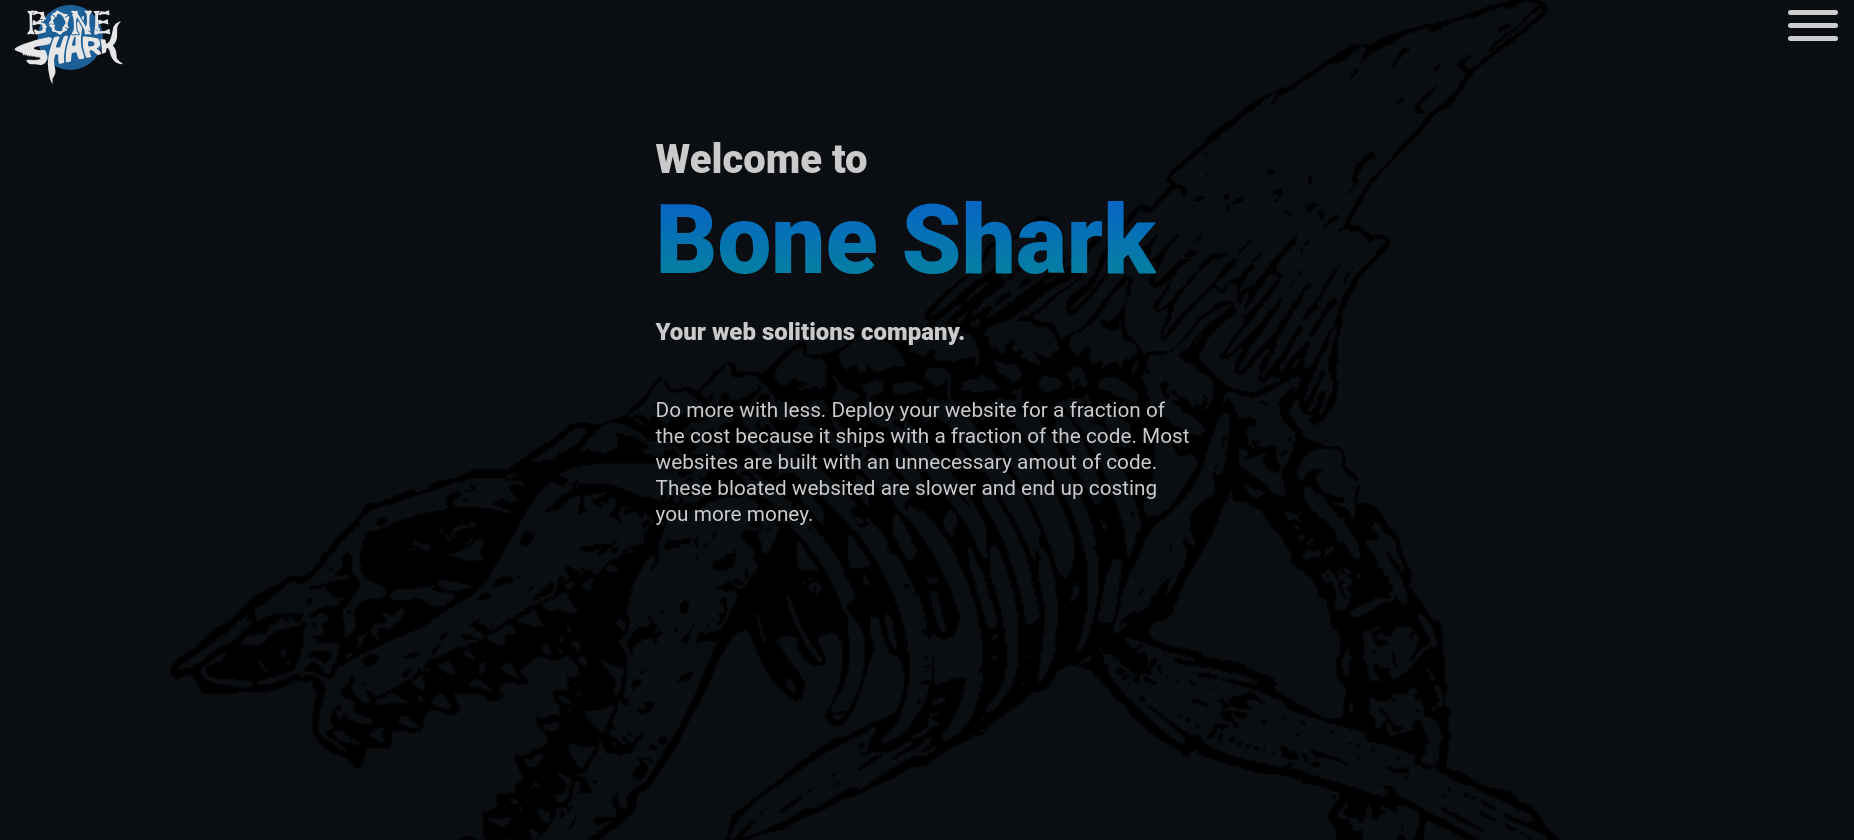 BONE
SHARK
Welcome to
Bone Shark
Your web solitions company.
Do more with less. Deploy your website for a fraction of
the cost because it ships with a fraction of the code. Most
websites are built with an unnecessary amout of code.
These bloated websited are slower and end up costing
you more money.